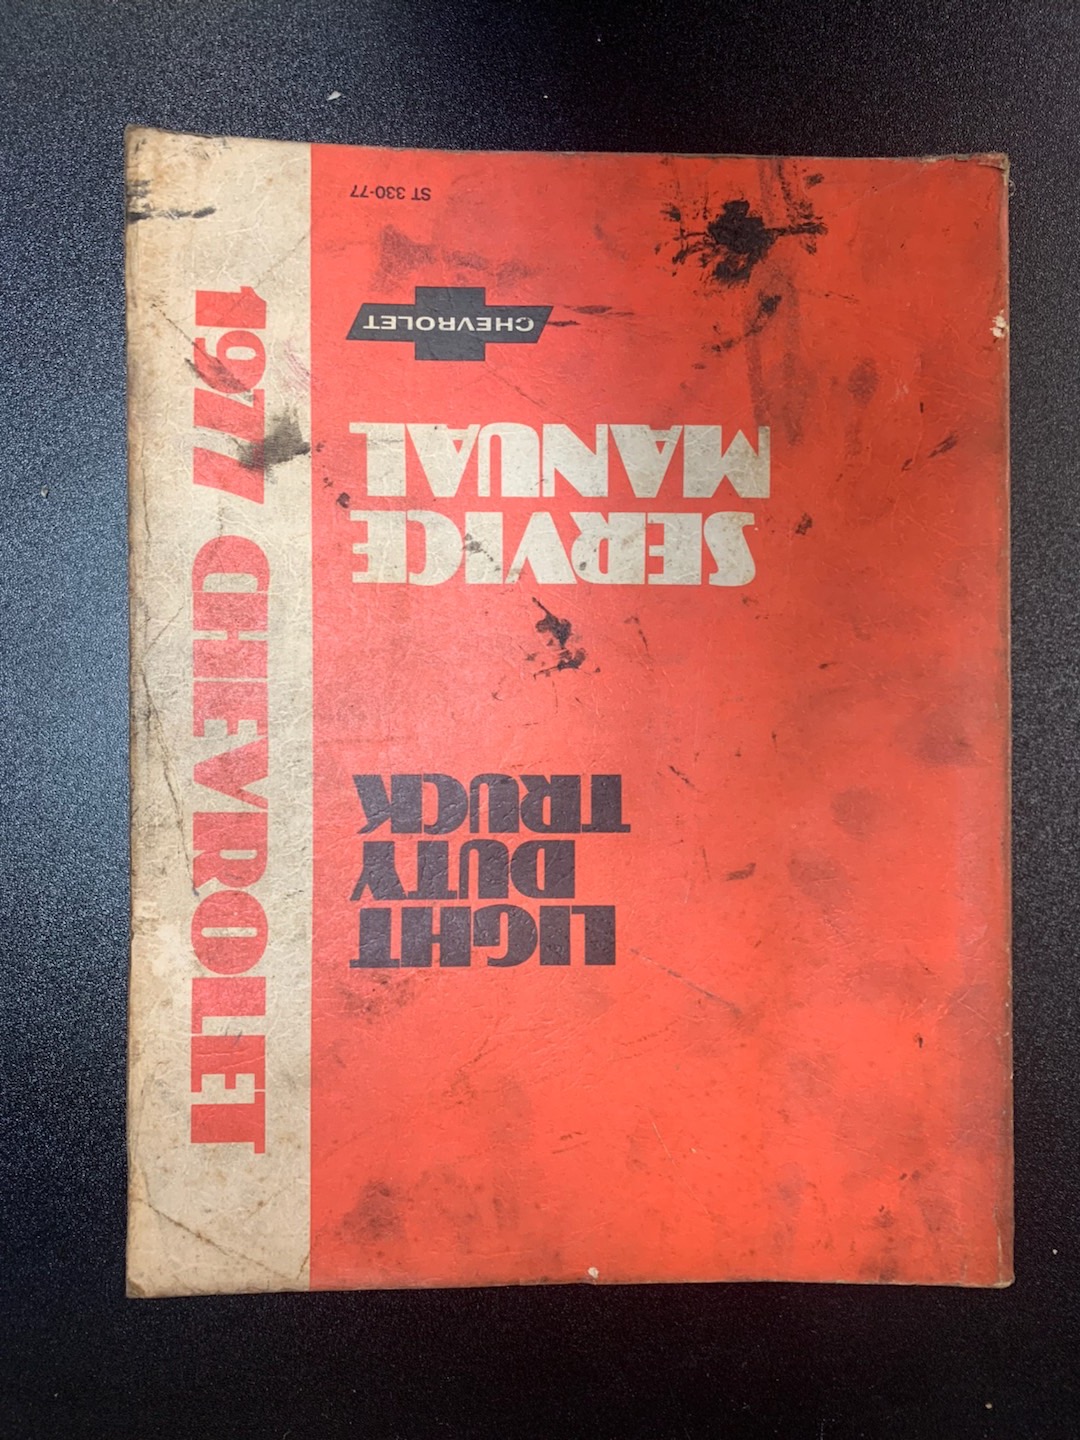 LIGHT
DUTY
TRUCK
SERVICE
MANUAL
CHEVROLET
ST 330-77
1977 CHEVROLET